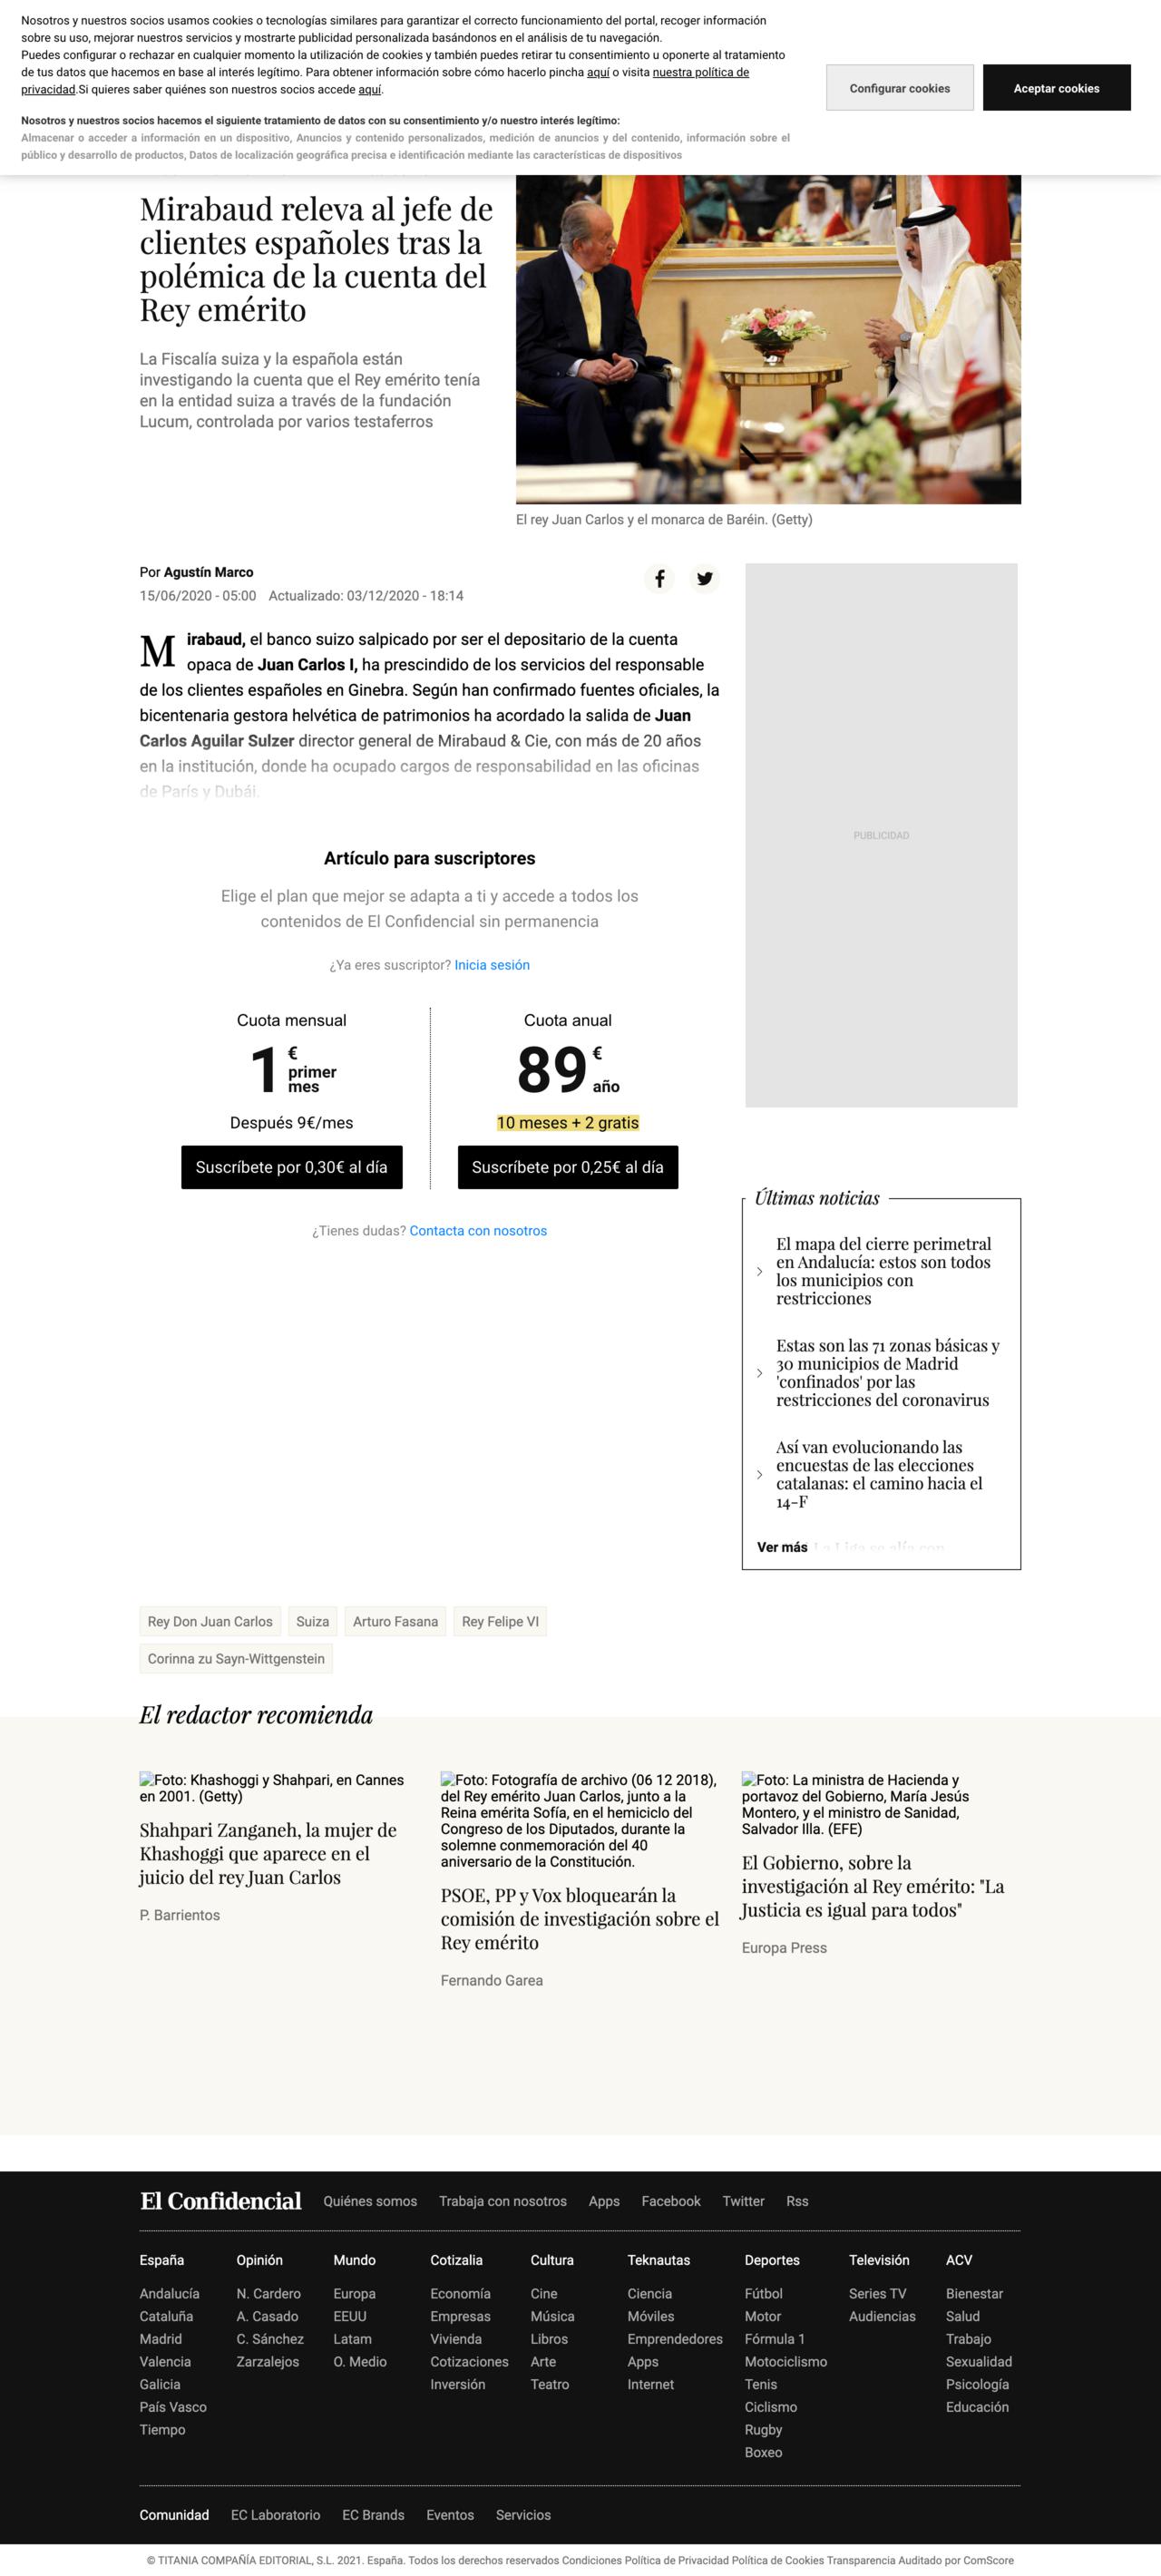 Nosotros y nuestros socios usamos cookies o tecnologías similares para garantizar el correcto funcionamiento del portal, recoger información
sobre su uso, mejorar nuestros servicios y mostrarte publicidad personalizada basándonos en el análisis de tu navegación.
Puedes configurar o rechazar en cualquier momento la utilización de cookies y también puedes retirar tu consentimiento u oponerte al tratamiento
de tus datos que hacemos en base al interés legítimo. Para obtener información sobre cómo hacerlo pincha aquí o visita nuestra política de
privacidad.Si quieres saber quiénes son nuestros socios accede aquí.
Nosotros y nuestros socios hacemos el siguiente tratamiento de datos con su consentimiento y/o nuestro interés legítimo:
Almacenar o acceder a información en un dispositivo, Anuncios y contenido personalizados, medición de anuncios y del contenido, información sobre el
público y desarrollo de productos, Datos de localización geográfica precisa e identificación mediante las características de dispositivos
Configurar cookies
Aceptar cookies
Mirabaud releva al jefe de
clientes españoles tras la
polémica de la cuenta del
Rey emérito
La Fiscalía suiza y la española están
investigando la cuenta que el Rey emérito tenía
en la entidad suiza a través de la fundación
Lucum, controlada por varios testaferros
El rey Juan Carlos y el monarca de Baréin. (Getty)
Por Agustín Marco
15/06/2020 - 05:00 Actualizado: 03/12/2020 - 18:14
Mirabaud, el banco suizo salpicado por ser el depositario de la cuenta
opaca de Juan Carlos I, ha prescindido de los servicios del responsable
de los clientes españoles en Ginebra. Según han confirmado fuentes oficiales, la
bicentenaria gestora helvética de patrimonios ha acordado la salida de Juan
Carlos Aguilar Sulzer director general de Mirabaud & Cie, con más de 20 años
en la institución, donde ha ocupado cargos de responsabilidad en las oficinas
de París y Dubái.
PUBLICIDAD
Artículo para suscriptores
Elige el plan que mejor se adapta a ti y accede a todos los
contenidos de El Confidencial sin permanencia
¿Ya eres suscriptor? Inicia sesión
Cuota mensual
1 € primer
mes
Después 9€/mes
Suscríbete por 0,30€ al día
Cuota anual
89 €
año
10 meses + 2 gratis
Suscríbete por 0,25€ al día
¿Tienes dudas? Contacta con nosotros
Últimas noticias
El mapa del cierre perimetral
en Andalucía: estos son todos
los municipios con
restricciones
Estas son las 71 zonas básicas y
30 municipios de Madrid
'confinados' por las
restricciones del coronavirus
Así van evolucionando las
encuestas de las elecciones
catalanas: el camino hacia el
14-F
Ver más La Liga se alía con
Rey Don Juan Carlos
Suiza
Arturo Fasana
Rey Felipe VI
Corinna zu Sayn-Wittgenstein
El redactor recomienda
Foto: Khashoggi y Shahpari, en Cannes
en 2001. (Getty)
Shahpari Zanganeh, la mujer de
Khashoggi que aparece en el
juicio del rey Juan Carlos
P. Barrientos
Foto: Fotografía de archivo (06 12 2018),
del Rey emérito Juan Carlos, junto a la
Reina emérita Sofía, en el hemiciclo del
Congreso de los Diputados, durante la
solemne conmemoración del 40
aniversario de la Constitución.
PSOE, PP y Vox bloquearán la
comisión de investigación sobre el
Rey emérito
Fernando Garea
Foto: La ministra de Hacienda y
portavoz del Gobierno, María Jesús
Montero, y el ministro de Sanidad,
Salvador Illa. (EFE)
El Gobierno, sobre la
investigación al Rey emérito: "La
Justicia es igual para todos"
Europa Press
El Confidencial
Quiénes somos
Trabaja con nosotros
Apps
Facebook
Twitter
Rss
España
Andalucía
Cataluña
Madrid
Valencia
Galicia
País Vasco
Tiempo
Opinión
N. Cardero
A. Casado
C. Sánchez
Zarzalejos
Mundo
Europa
EEUU
Latam
O. Medio
Cotizalia
Economía
Empresas
Vivienda
Cotizaciones
Inversión
Cultura
Cine
Música
Libros
Arte
Teatro
Teknautas
Ciencia
Móviles
Emprendedores
Apps
Internet
Deportes
Fútbol
Motor
Fórmula 1
Motociclismo
Tenis
Ciclismo
Rugby
Boxeo
Televisión
Series TV
Audiencias
ACV
Bienestar
Salud
Trabajo
Sexualidad
Psicología
Educación
Comunidad
EC Laboratorio
EC Brands
Eventos
Servicios
© TITANIA COMPAÑÍA EDITORIAL, S.L. 2021. España. Todos los derechos reservados Condiciones Política de Privacidad Política de Cookies Transparencia Auditado por ComScore